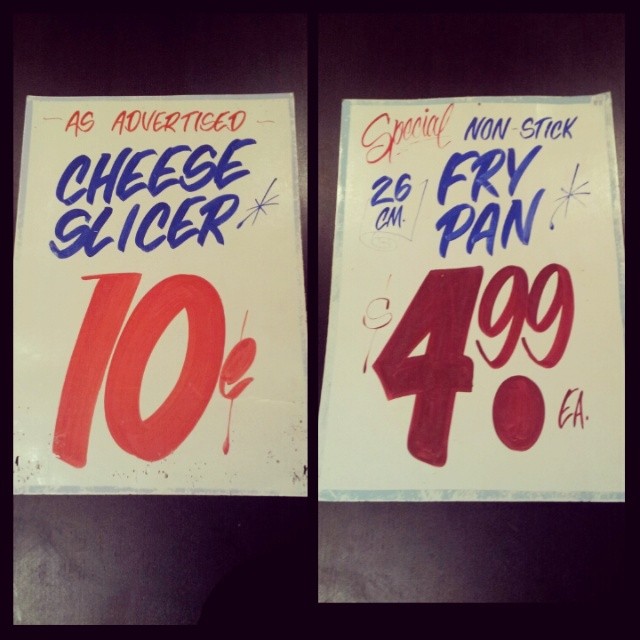 - AS ADVERTISED -
CHEESE
SLICER*
10¢
Special NON-STICK
26 CM. FRY
PAN*
$4.99 EA.